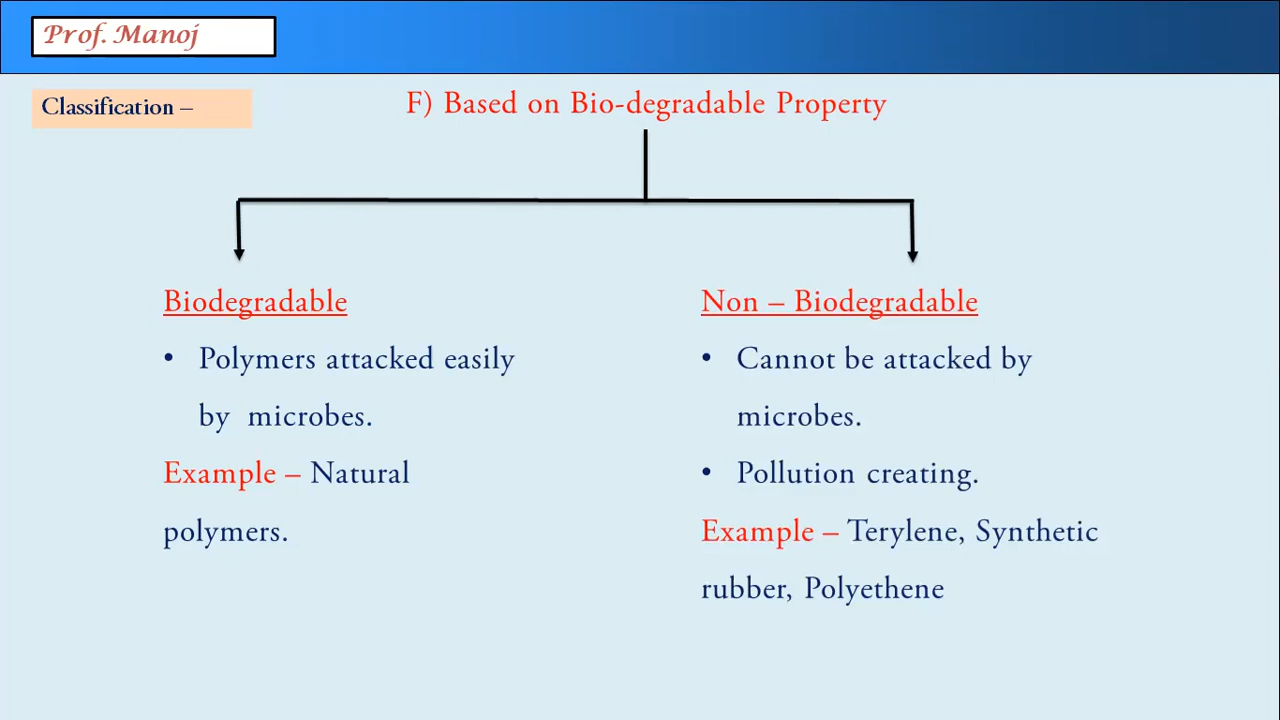 Prof. Manoj
Classification –
F) Based on Bio-degradable Property
Biodegradable
• Polymers attacked easily
by microbes.
Example – Natural
polymers.
Non – Biodegradable
• Cannot be attacked by
microbes.
• Pollution creating.
Example – Terylene, Synthetic
rubber, Polyethene